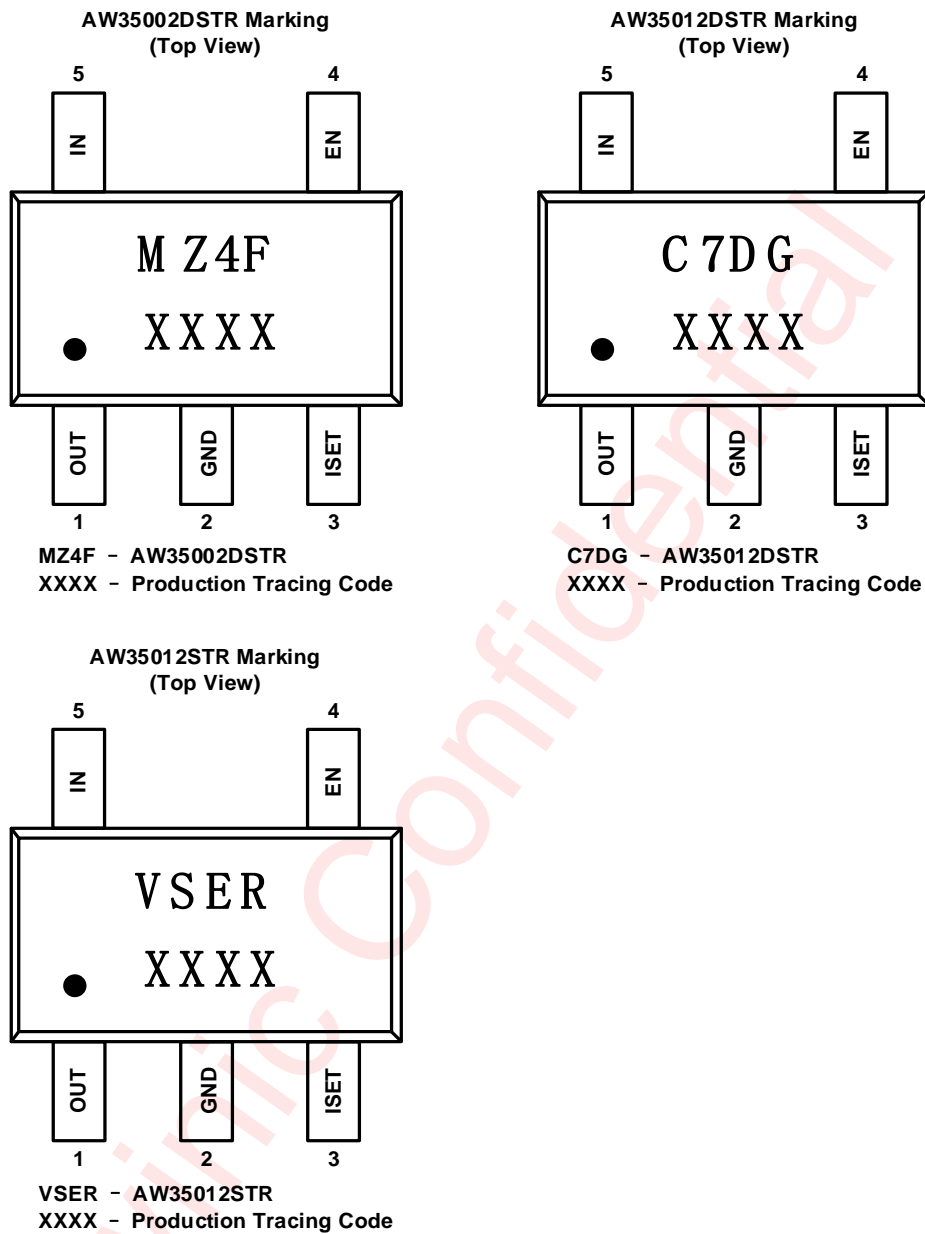 AW35002DSTR Marking
(Top View)
5
4
IN
EN
MZ4F
XXXX
OUT
GND
ISET
1
2
3
MZ4F - AW35002DSTR
XXXX - Production Tracing Code
AW35012DSTR Marking
(Top View)
5
4
IN
EN
C7DG
XXXX
OUT
GND
ISET
1
2
3
C7DG - AW35012DSTR
XXXX - Production Tracing Code
AW35012STR Marking
(Top View)
5
4
IN
EN
VSER
XXXX
OUT
GND
ISET
1
2
3
VSER - AW35012STR
XXXX - Production Tracing Code
Confidential